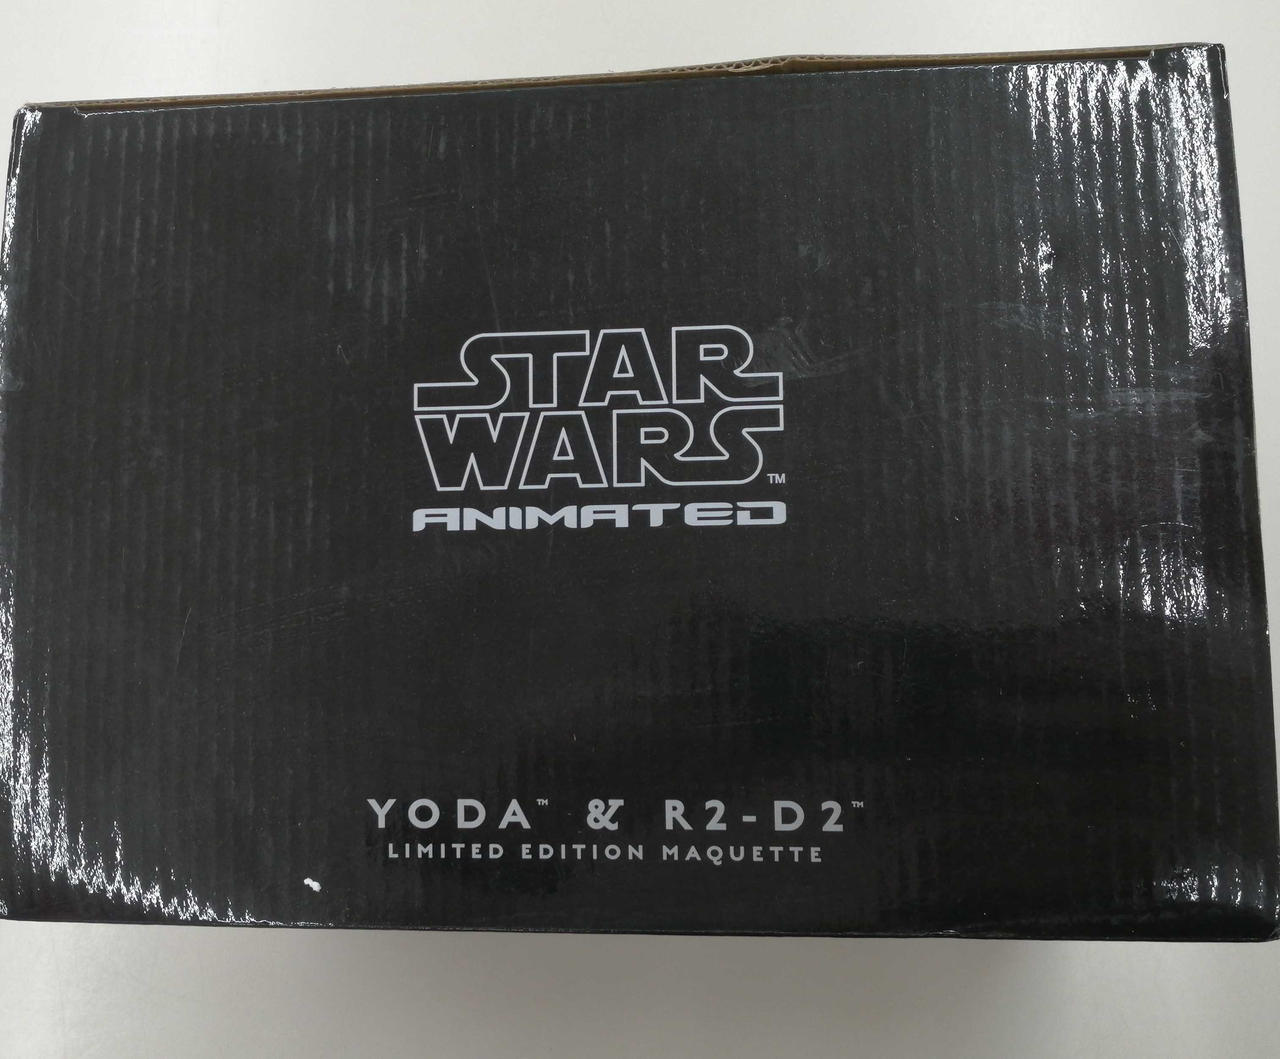 STAR
WARS™
ANIMATED
YODA™ & R2-D2™
LIMITED EDITION MAQUETTE